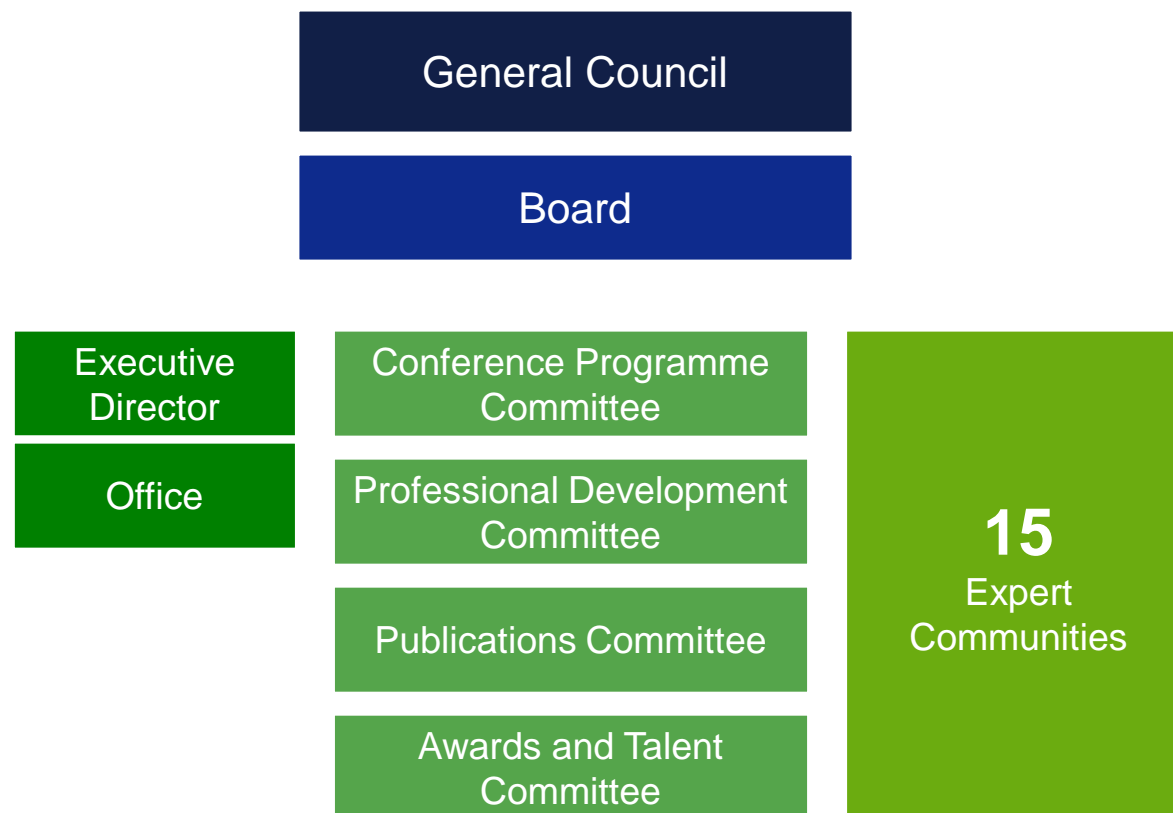 General Council
Board
Executive
Director
Office
Conference Programme
Committee
Professional Development
Committee
Publications Committee
Awards and Talent
Committee
15
Expert
Communities